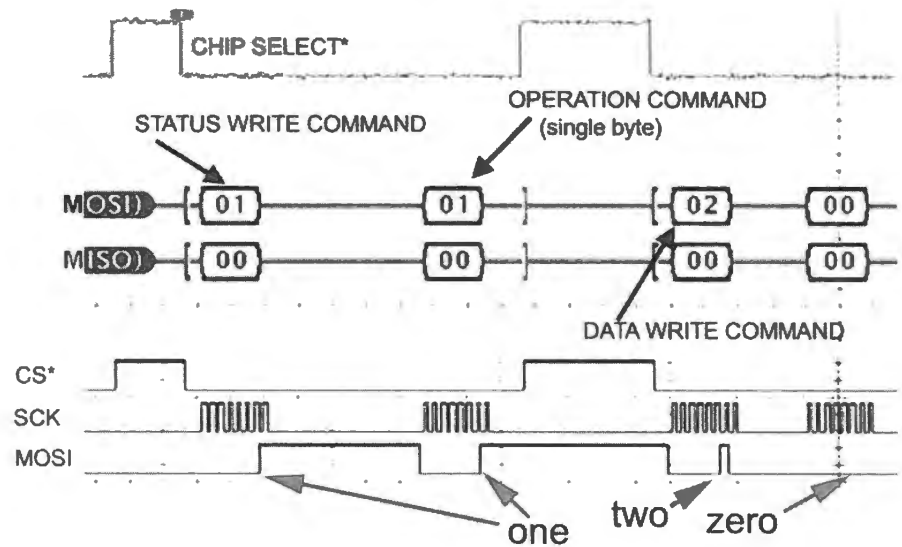 CHIP SELECT*
OPERATION COMMAND
(single byte)
STATUS WRITE COMMAND
MOSI 01 01 02 00
MISO 00 00 00 00
DATA WRITE COMMAND
CS*
SCK
MOSI
one two zero